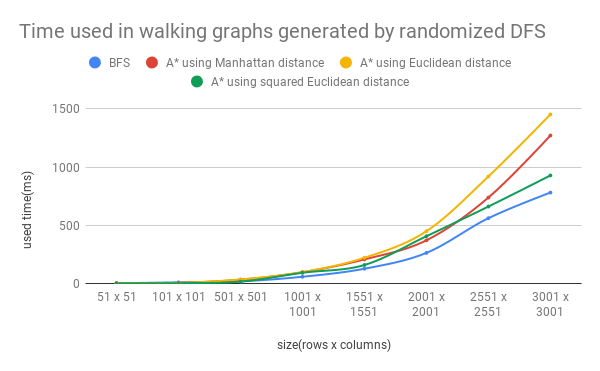 Time used in walking graphs generated by randomized DFS
BFS A* using Manhattan distance A* using Euclidean distance
A* using squared Euclidean distance
1500
1000
500
0
used time(ms)
51 x 51 101 x 101 501 x 501 1001 x 1551 x 2001 x 2551 x 3001 x
1001 1551 2001 2551 3001
size(rows x columns)